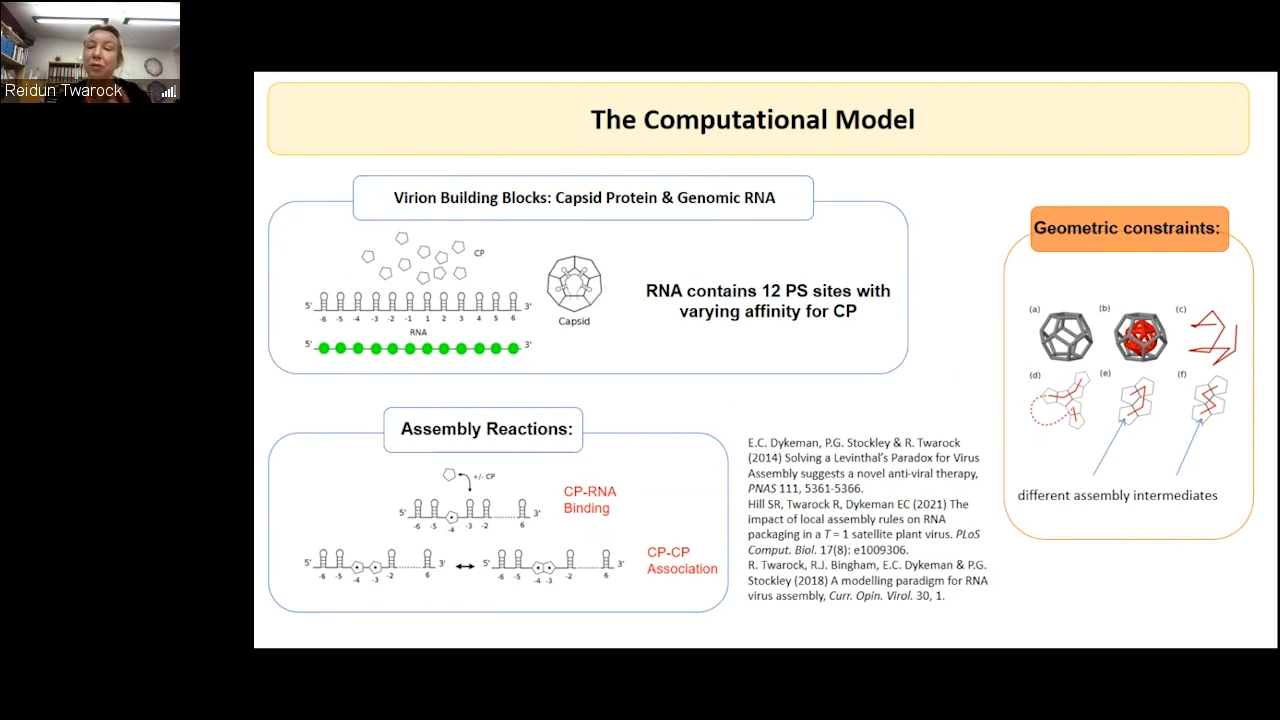 Reidun Twarock
The Computational Model
Virion Building Blocks: Capsid Protein & Genomic RNA
CP
5' 3'
-6 -5 -4 -3 -2 -1 1 2 3 4 5 6
RNA
5' 3'
Capsid
RNA contains 12 PS sites with
varying affinity for CP
Geometric constraints:
(a) (b) (c)
(d) (e) (f)
different assembly intermediates
Assembly Reactions:
+/- CP
5' 3'
-6 -5 -4 -3 -2 6
CP-RNA
Binding
5' 3' 5' 3'
-6 -5 -4 -3 -2 6 -6 -5 -4 -3 -2 6
CP-CP
Association
E.C. Dykeman, P.G. Stockley & R. Twarock
(2014) Solving a Levinthal's Paradox for Virus
Assembly suggests a novel anti-viral therapy,
PNAS 111, 5361-5366.
Hill SR, Twarock R, Dykeman EC (2021) The
impact of local assembly rules on RNA
packaging in a T = 1 satellite plant virus. PLoS
Comput. Biol. 17(8): e1009306.
R. Twarock, R.J. Bingham, E.C. Dykeman & P.G.
Stockley (2018) A modelling paradigm for RNA
virus assembly, Curr. Opin. Virol. 30, 1.